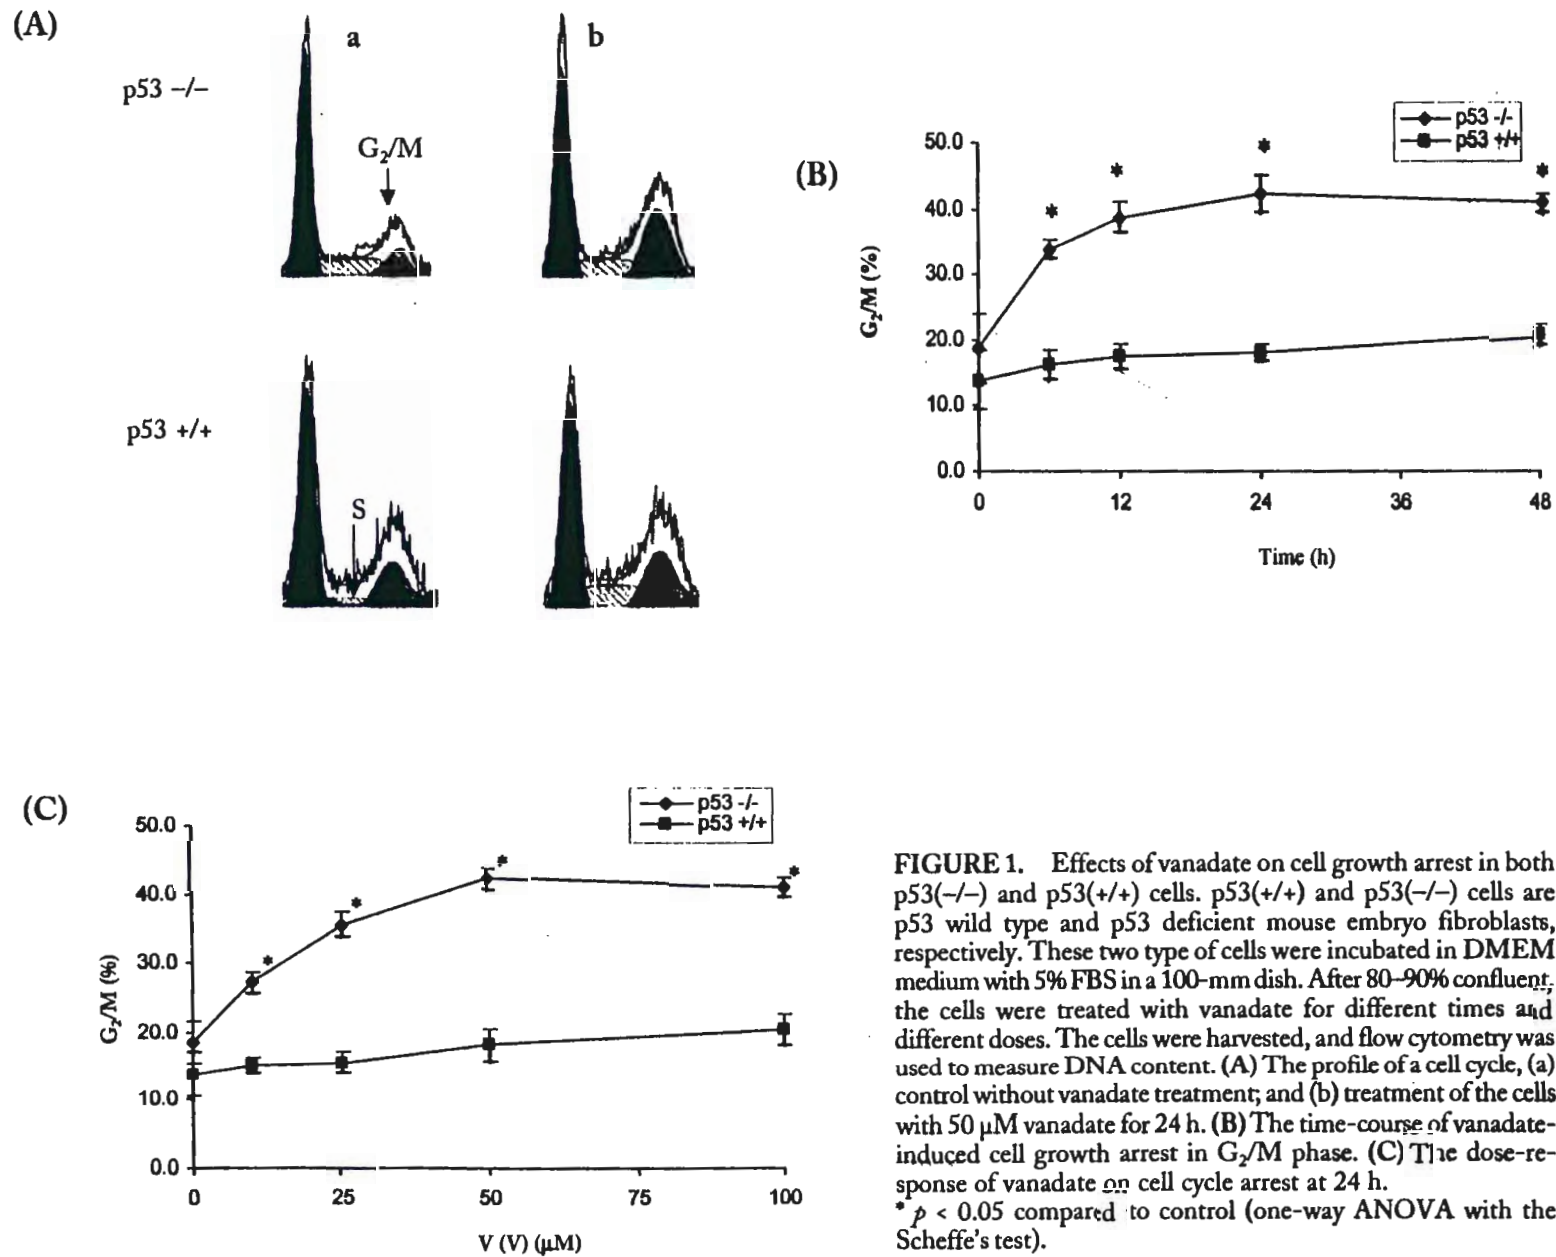 (A)
a
b
p53 –/–
G₂/M
p53 +/+
S
(B)
p53 -/-
p53 +/+
50.0
40.0
30.0
20.0
10.0
0.0
G₂/M (%)
* * * *
0 12 24 36 48
Time (h)
(C)
p53 -/-
p53 +/+
50.0
40.0
30.0
20.0
10.0
0.0
G₂/M (%)
* * * *
0 25 50 75 100
V (V) (µM)
FIGURE 1. Effects of vanadate on cell growth arrest in both
p53(–/–) and p53(+/+) cells. p53(+/+) and p53(–/–) cells are
p53 wild type and p53 deficient mouse embryo fibroblasts,
respectively. These two type of cells were incubated in DMEM
medium with 5% FBS in a 100-mm dish. After 80–90% confluent,
the cells were treated with vanadate for different times and
different doses. The cells were harvested, and flow cytometry was
used to measure DNA content. (A) The profile of a cell cycle, (a)
control without vanadate treatment; and (b) treatment of the cells
with 50 µM vanadate for 24 h. (B) The time-course of vanadate-
induced cell growth arrest in G₂/M phase. (C) The dose-re-
sponse of vanadate on cell cycle arrest at 24 h.
* p < 0.05 compared to control (one-way ANOVA with the
Scheffe's test).